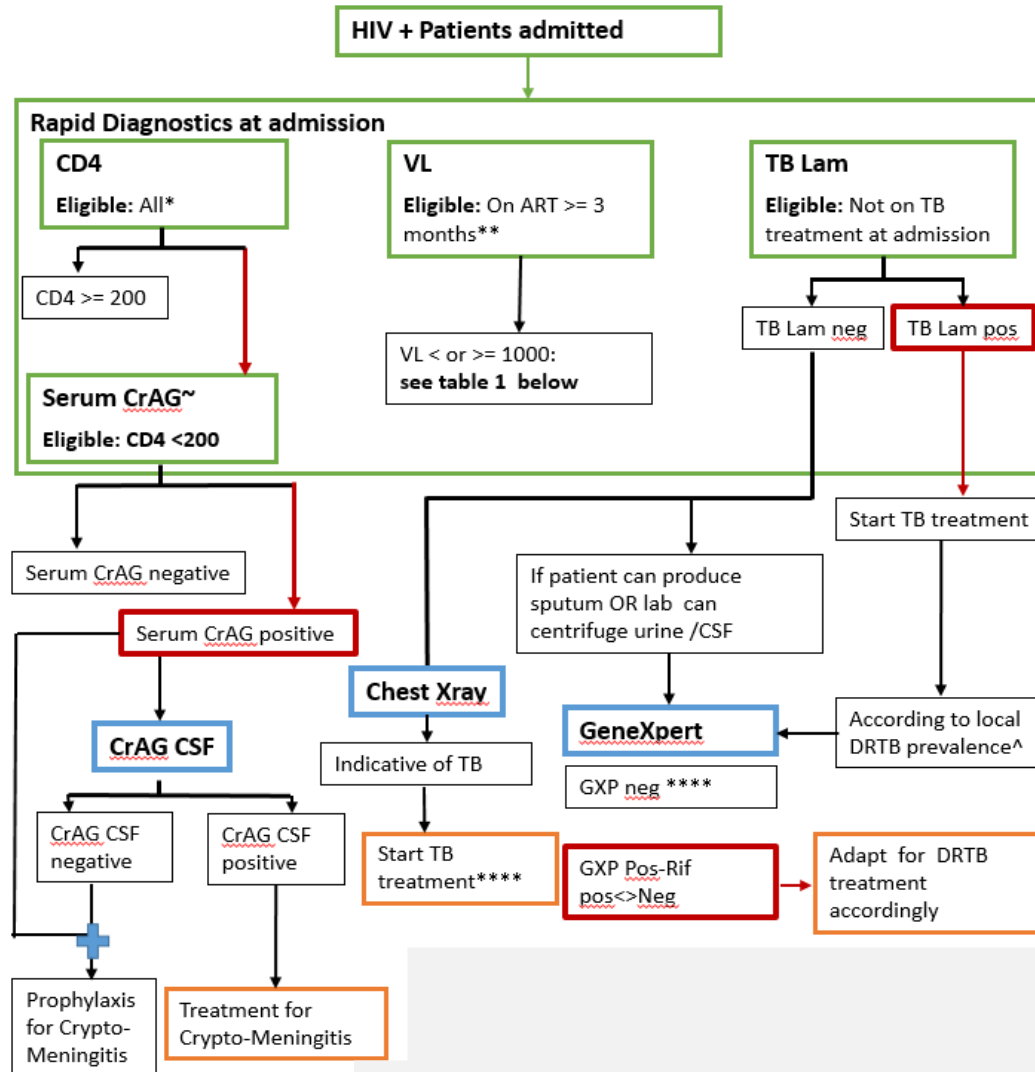 HIV + Patients admitted
Rapid Diagnostics at admission
CD4
Eligible: All*
VL
Eligible: On ART >= 3
months**
TB Lam
Eligible: Not on TB
treatment at admission
CD4 >= 200
TB Lam neg
TB Lam pos
VL < or >= 1000:
see table 1 below
Serum CrAG~
Eligible: CD4 <200
Start TB treatment
Serum CrAG negative
If patient can produce
sputum OR lab can
centrifuge urine /CSF
Serum CrAG positive
Chest Xray
GeneXpert
According to local
DRTB prevalence^
CrAG CSF
Indicative of TB
GXP neg ****
CrAG CSF
negative
CrAG CSF
positive
Start TB
treatment****
GXP Pos-Rif
pos<>Neg
Adapt for DRTB
treatment
accordingly
Prophylaxis
for Crypto-
Meningitis
Treatment for
Crypto-Meningitis